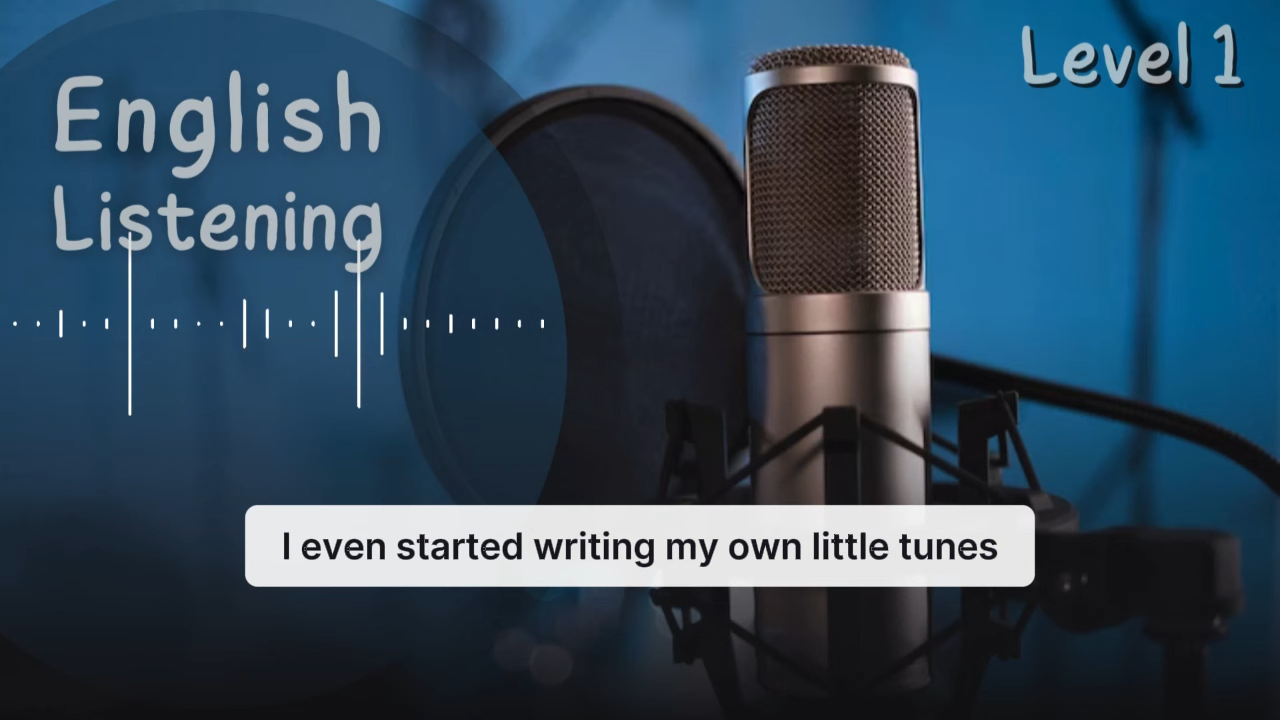 English
Listening
Level 1
I even started writing my own little tunes